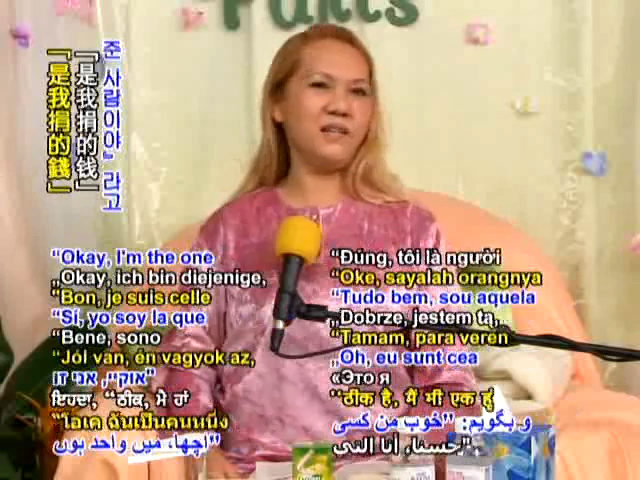 Paris
준 사람이야』라고
「是我捐的钱」
「是我捐的錢」
“Okay, I'm the one
„Okay, ich bin diejenige,
“Bon, je suis celle
“Sí, yo soy la que
“Bene, sono
“Jól van, én vagyok az,
"אוקיי, אני זו
ਇਹਦਾ, “ਠੀਕ, ਮੈ ਹਾਂ
“โอเค ฉันเป็นคนหนึ่ง
”اچھا، میں واحد ہوں
“Đúng, tôi là người
“Oke, sayalah orangnya
“Tudo bem, sou aquela
„Dobrze, jestem tą,
“Tamam, para veren
„Oh, eu sunt cea
«Это я
“ठीक है, मैं भी एक हूं
و بگویم: ”خوب من کسی
"حسنا، أنا التي